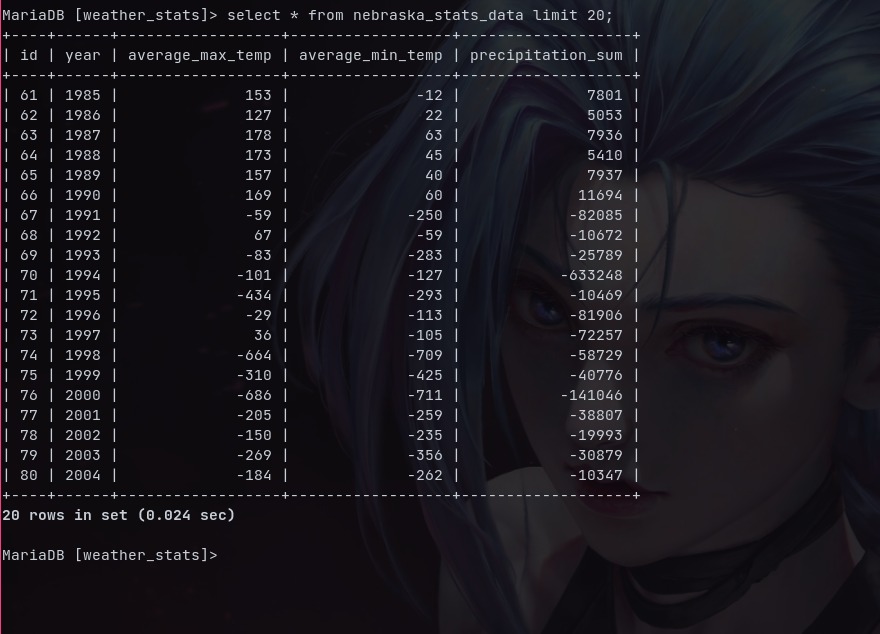 MariaDB [weather_stats]> select * from nebraska_stats_data limit 20;
+----+------+------------------+------------------+-------------------+
| id | year | average_max_temp | average_min_temp | precipitation_sum |
+----+------+------------------+------------------+-------------------+
| 61 | 1985 |              153 |              -12 |              7801 |
| 62 | 1986 |              127 |               22 |              5053 |
| 63 | 1987 |              178 |               63 |              7936 |
| 64 | 1988 |              173 |               45 |              5410 |
| 65 | 1989 |              157 |               40 |              7937 |
| 66 | 1990 |              169 |               60 |             11694 |
| 67 | 1991 |              -59 |             -250 |            -82085 |
| 68 | 1992 |               67 |              -59 |            -10672 |
| 69 | 1993 |              -83 |             -283 |            -25789 |
| 70 | 1994 |             -101 |             -127 |           -633248 |
| 71 | 1995 |             -434 |             -293 |            -10469 |
| 72 | 1996 |              -29 |             -113 |            -81906 |
| 73 | 1997 |               36 |             -105 |            -72257 |
| 74 | 1998 |             -664 |             -709 |            -58729 |
| 75 | 1999 |             -310 |             -425 |            -40776 |
| 76 | 2000 |             -686 |             -711 |           -141046 |
| 77 | 2001 |             -205 |             -259 |            -38807 |
| 78 | 2002 |             -150 |             -235 |            -19993 |
| 79 | 2003 |             -269 |             -356 |            -30879 |
| 80 | 2004 |             -184 |             -262 |            -10347 |
+----+------+------------------+------------------+-------------------+
20 rows in set (0.024 sec)
MariaDB [weather_stats]>